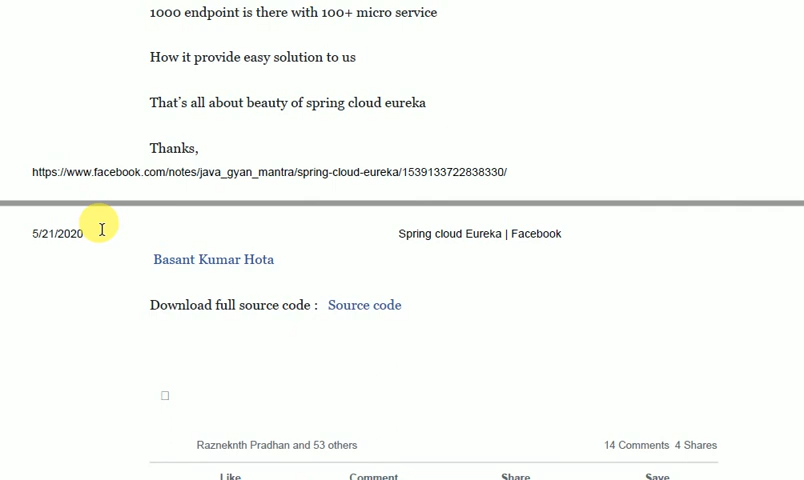 1000 endpoint is there with 100+ micro service
How it provide easy solution to us
That's all about beauty of spring cloud eureka
Thanks,
https://www.facebook.com/notes/java_gyan_mantra/spring-cloud-eureka/1539133722838330/
5/21/2020 Spring cloud Eureka | Facebook
Basant Kumar Hota
Download full source code : Source code
Razneknth Pradhan and 53 others 14 Comments 4 Shares
Like Comment Share Save